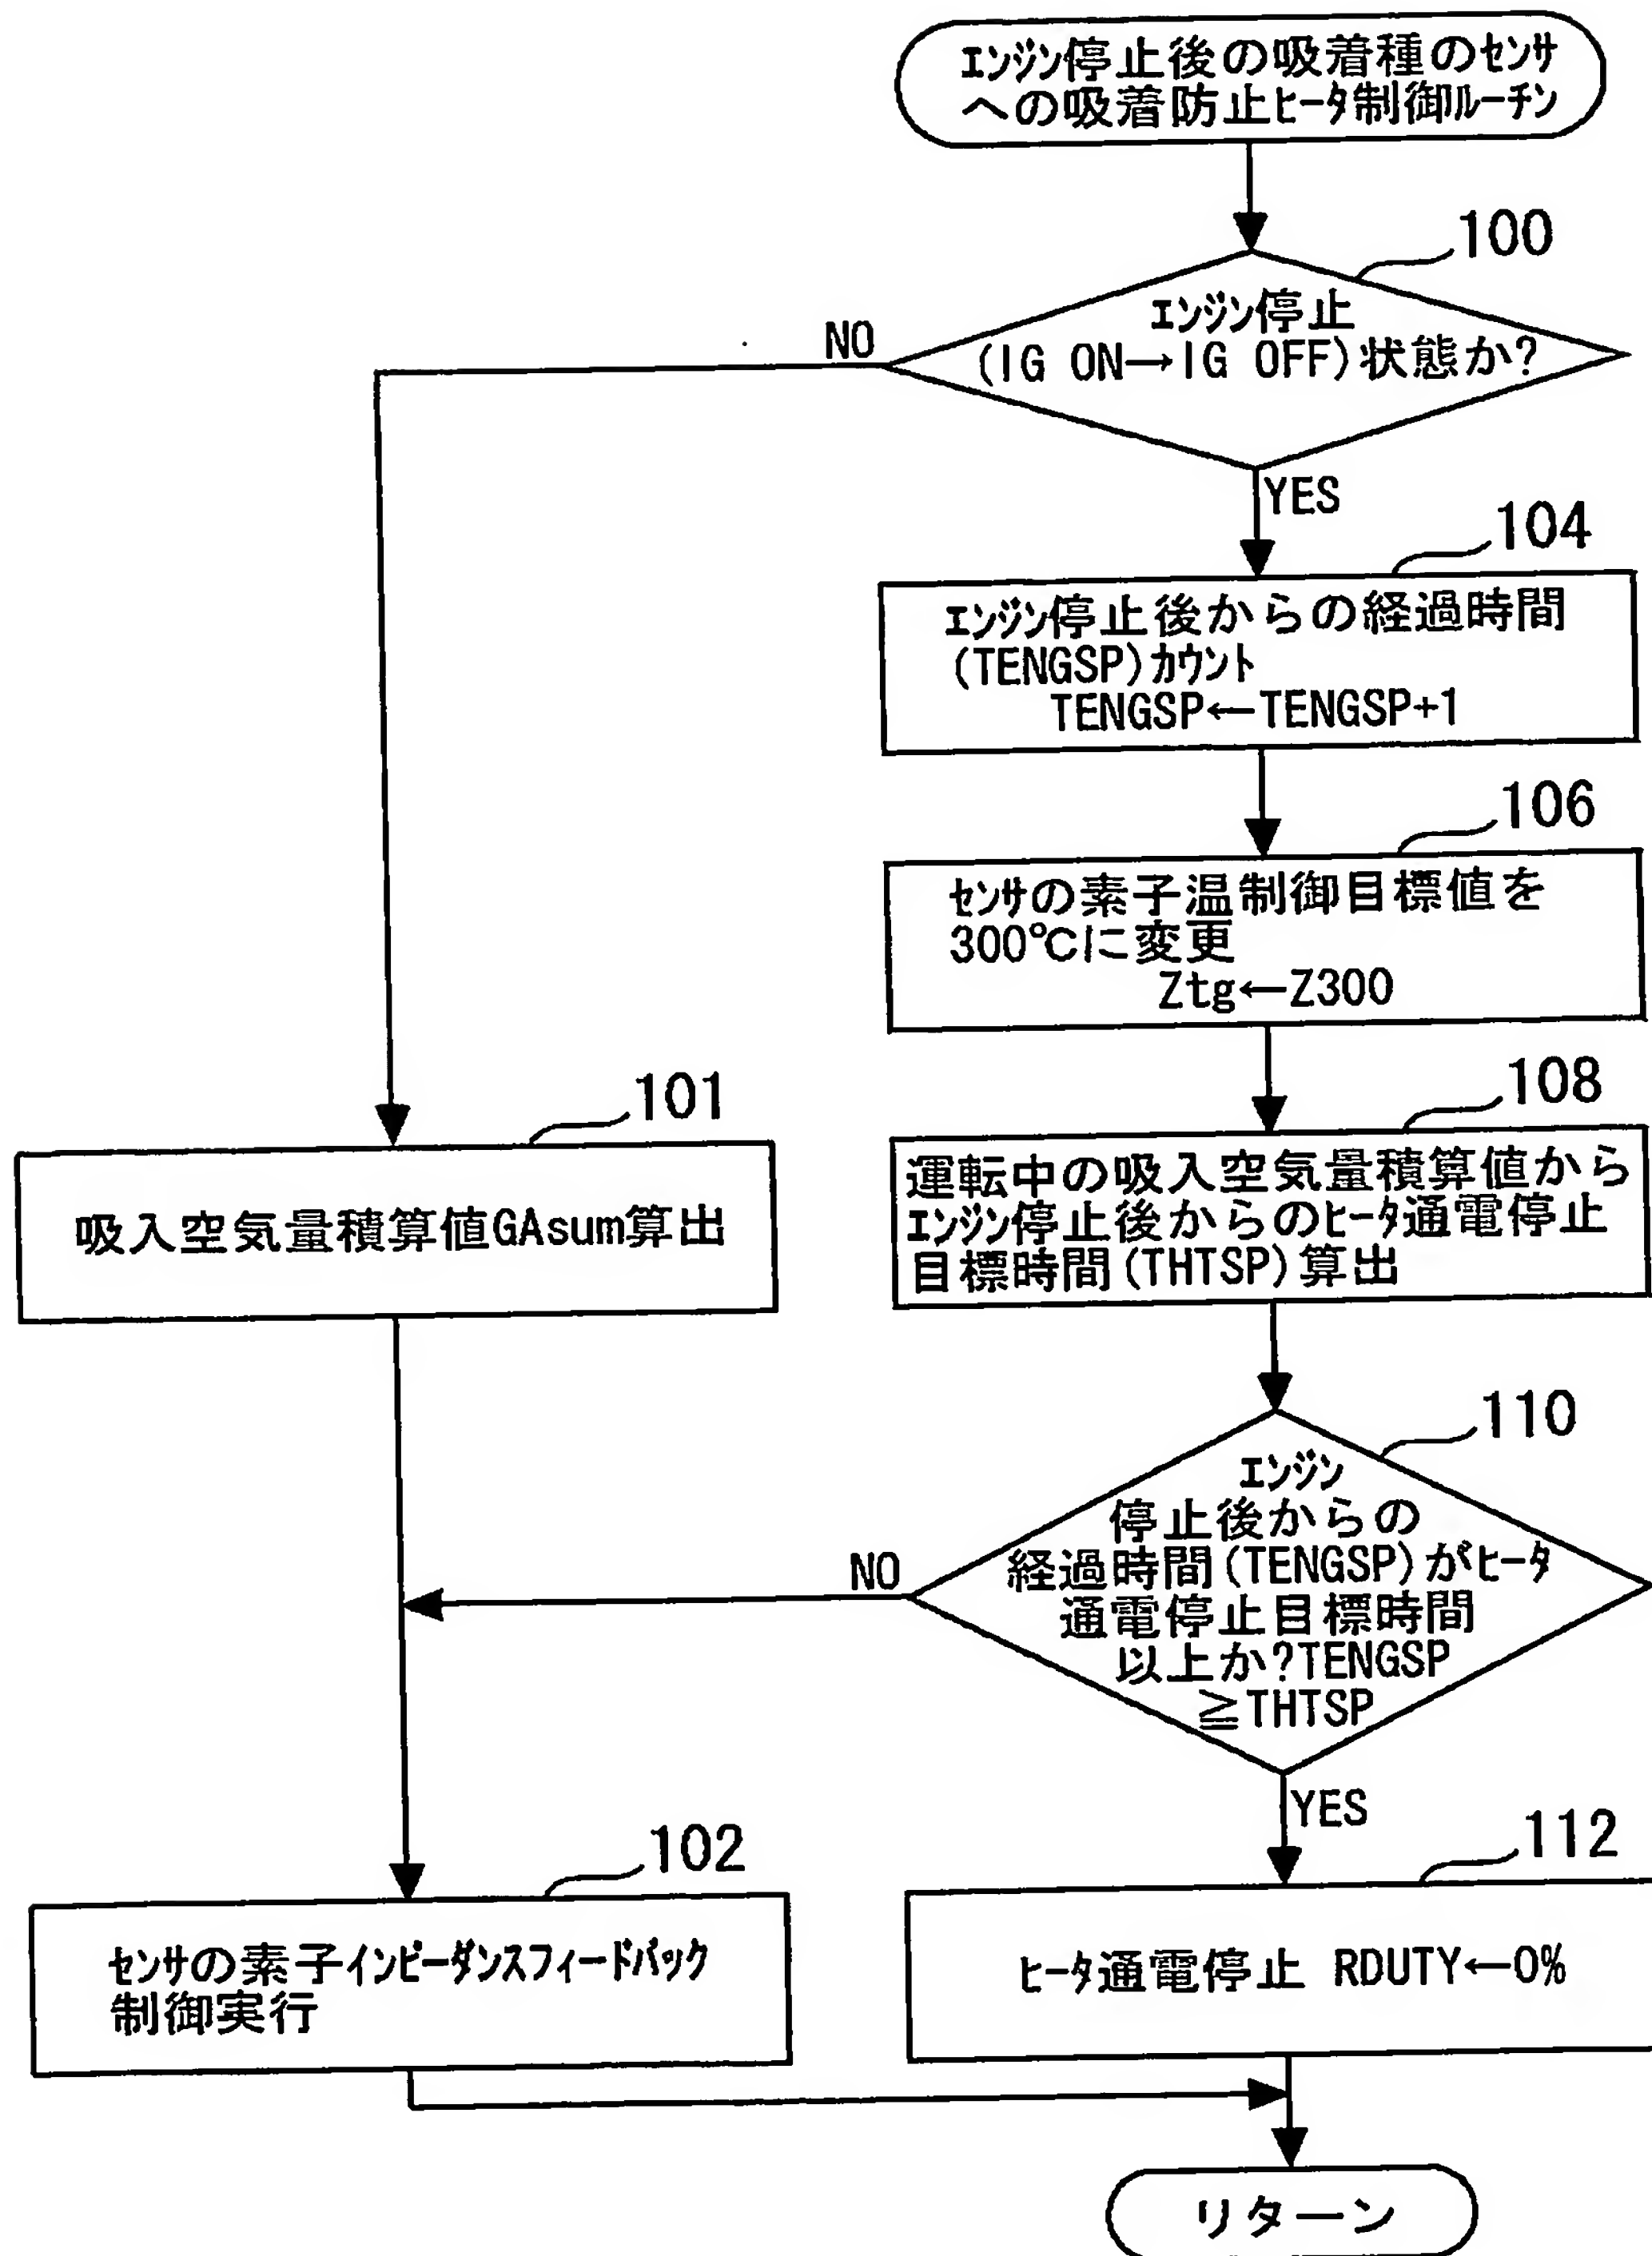 エンジン停止後の吸着種のセンサ
への吸着防止ヒータ制御ルーチン
100
エンジン停止
(IG ON→IG OFF)状態か?
NO
YES
104
エンジン停止後からの経過時間
(TENGSP)カウント
TENGSP←TENGSP+1
106
センサの素子温制御目標値を
300℃に変更
Ztg←Z300
101
吸入空気量積算値GAsum算出
108
運転中の吸入空気量積算値から
エンジン停止後からのヒータ通電停止
目標時間(THTSP)算出
110
エンジン
停止後からの
経過時間(TENGSP)がヒータ
通電停止目標時間
以上か?TENGSP
≧THTSP
NO
YES
102
センサの素子インピーダンスフィードバック
制御実行
112
ヒータ通電停止 RDUTY←0%
リターン